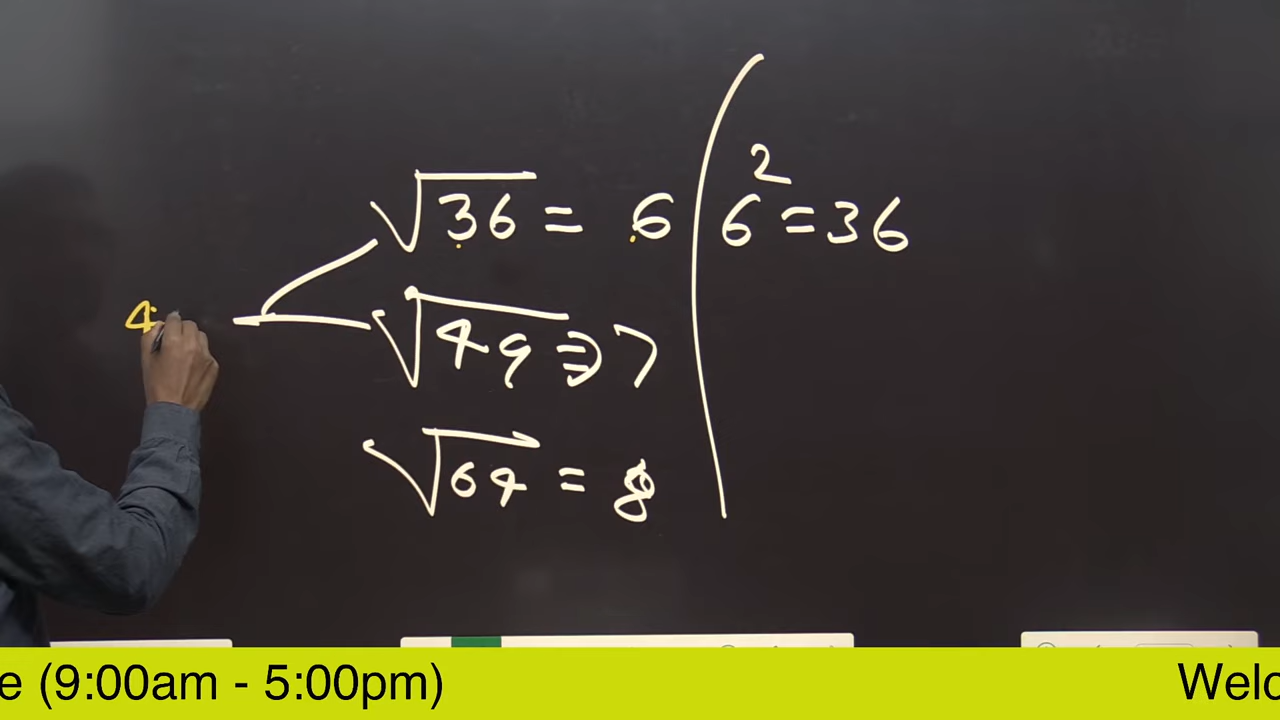 √36 = 6 6² = 36
4
√49 = 7
√64 = 8
e (9:00am - 5:00pm) Welc